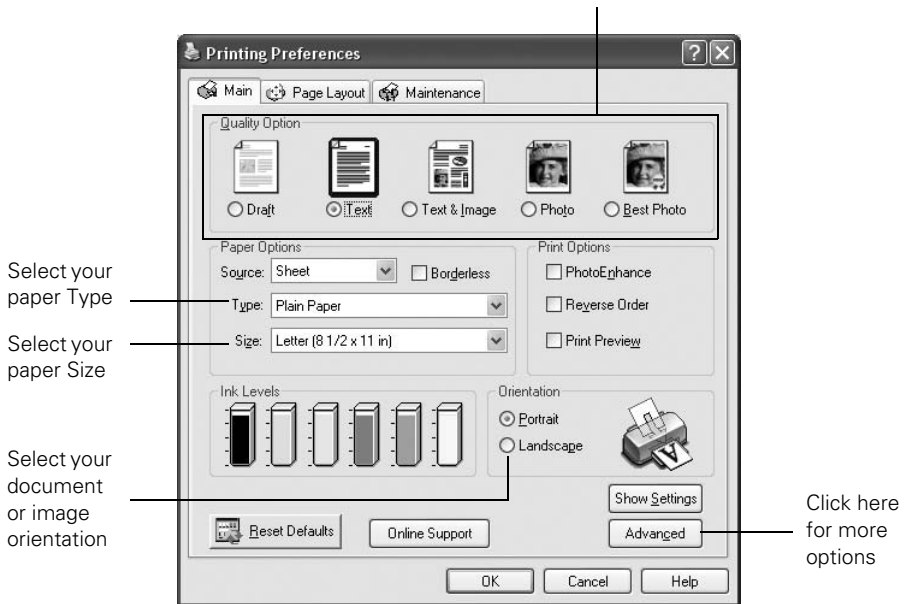 Printing Preferences
Main Page Layout Maintenance
Quality Option
Draft Text Text & Image Photo Best Photo
Paper Options
Source: Sheet Borderless
Type: Plain Paper
Size: Letter (8 1/2 x 11 in)
Print Options
PhotoEnhance
Reverse Order
Print Preview
Select your
paper Type
Select your
paper Size
Ink Levels
Orientation
Portrait
Landscape
Select your
document
or image
orientation
Show Settings
Reset Defaults Online Support Advanced
Click here
for more
options
OK Cancel Help